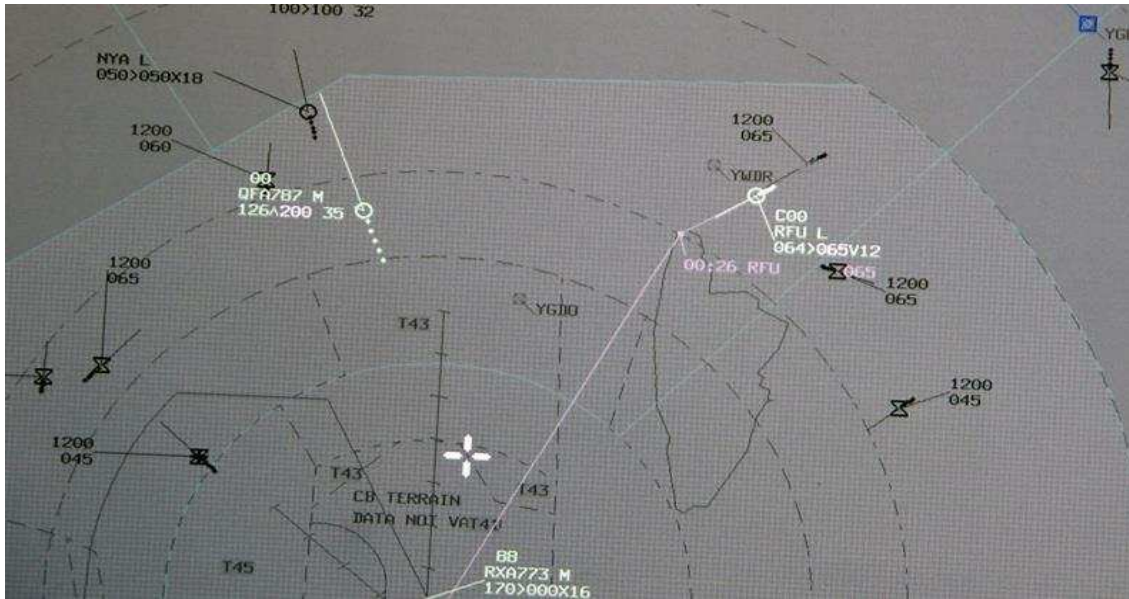 100>100 32
NYA L
050>050X18
1200
060
00
QFA787 M
126^200 35
1200
065
YWDR
C00
RFU L
064>065V12
00:26 RFU
065
1200
065
1200
065
YGDO
T43
1200
045
1200
045
T43
T43
CB TERRAIN
DATA NOT VAT43
T45
88
RXA773 M
170>000X16